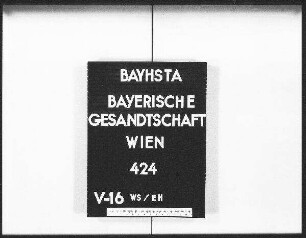 BAYHSTA
BAYERISCHE
GESANDTSCHAFT
WIEN
424
V-16 WS/EH